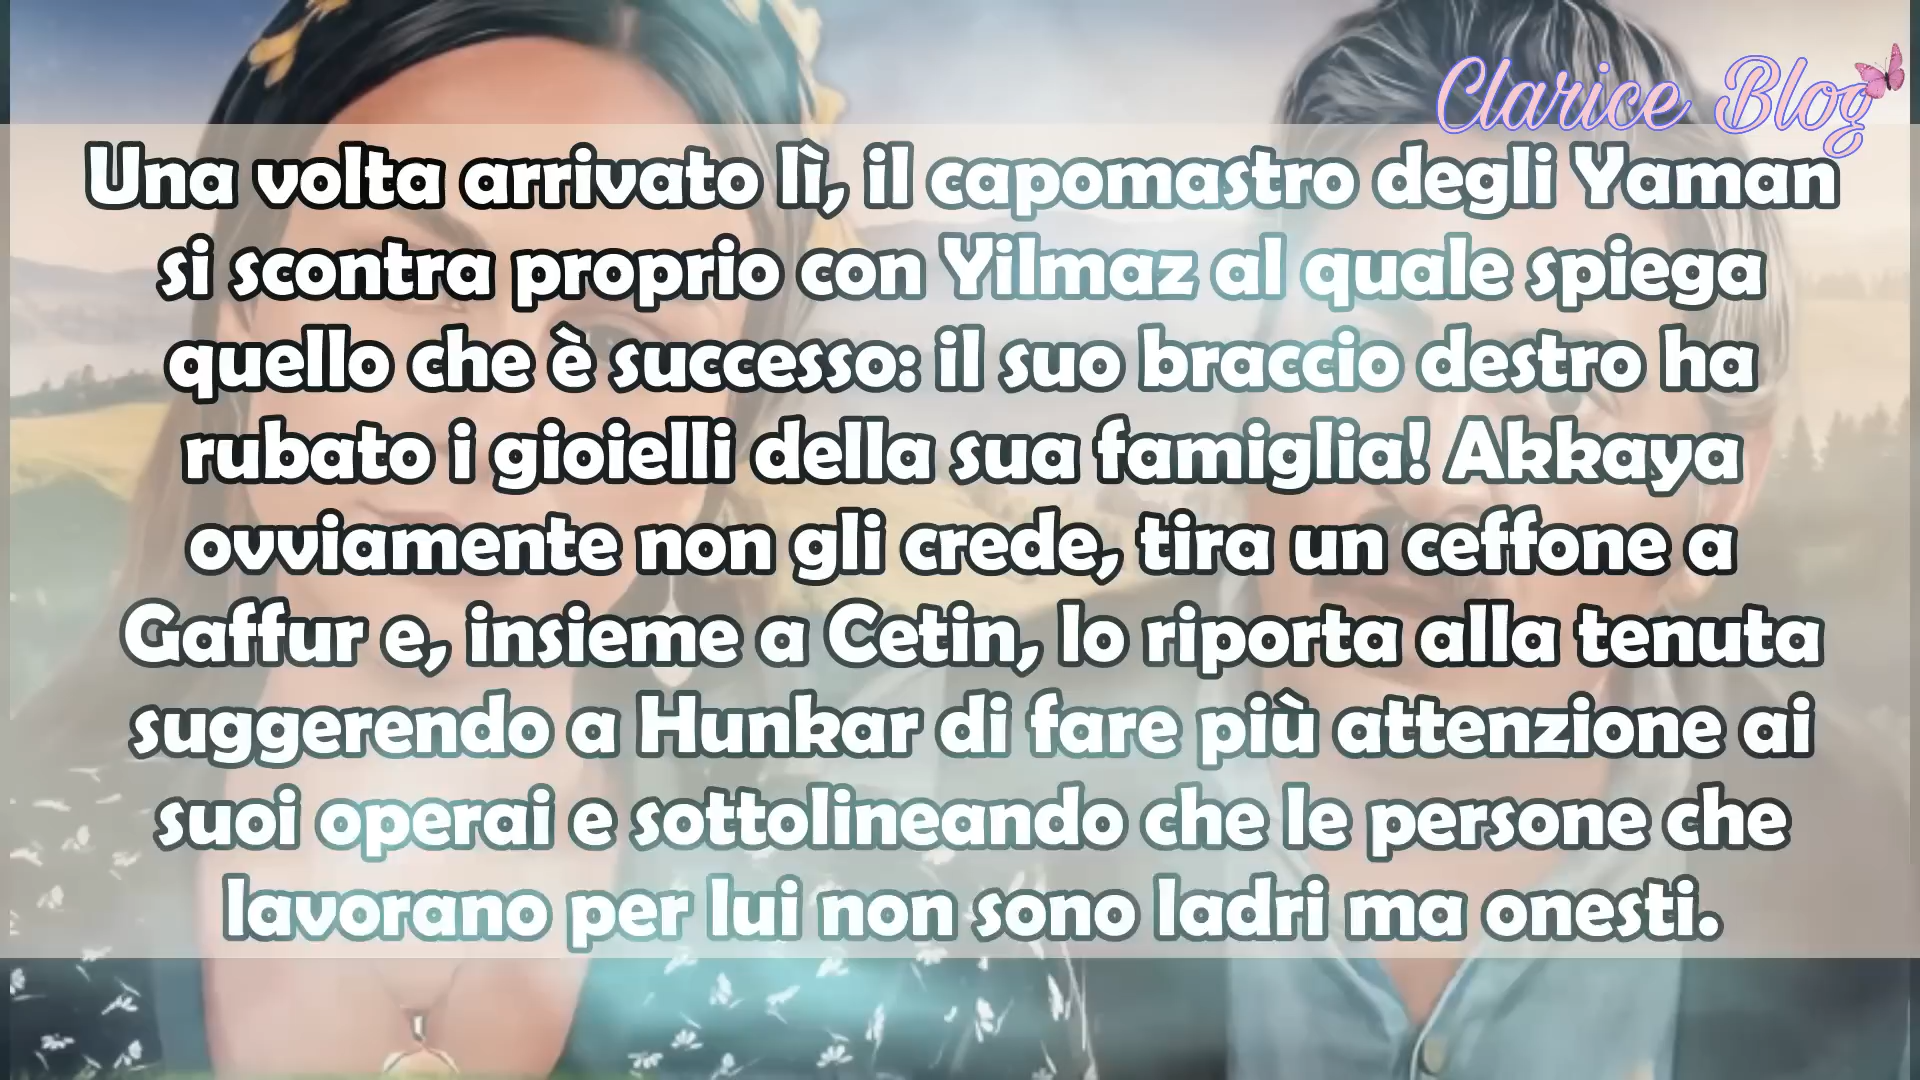 Clarice Blog
Una volta arrivato lì, il capomastro degli Yaman
si scontra proprio con Yilmaz al quale spiega
quello che è successo: il suo braccio destro ha
rubato i gioielli della sua famiglia! Akkaya
ovviamente non gli crede, tira un ceffone a
Gaffur e, insieme a Cetin, lo riporta alla tenuta
suggerendo a Hunkar di fare più attenzione ai
suoi operai e sottolineando che le persone che
lavorano per lui non sono ladri ma onesti.